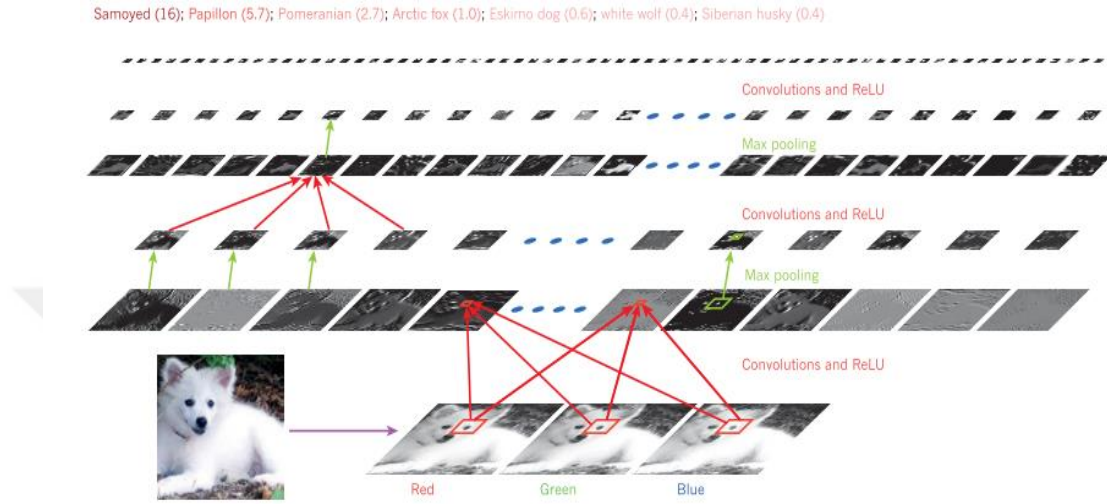 Samoyed (16); Papillon (5.7); Pomeranian (2.7); Arctic fox (1.0); Eskimo dog (0.6); white wolf (0.4); Siberian husky (0.4)
Convolutions and ReLU
Max pooling
Convolutions and ReLU
Max pooling
Convolutions and ReLU
Red Green Blue